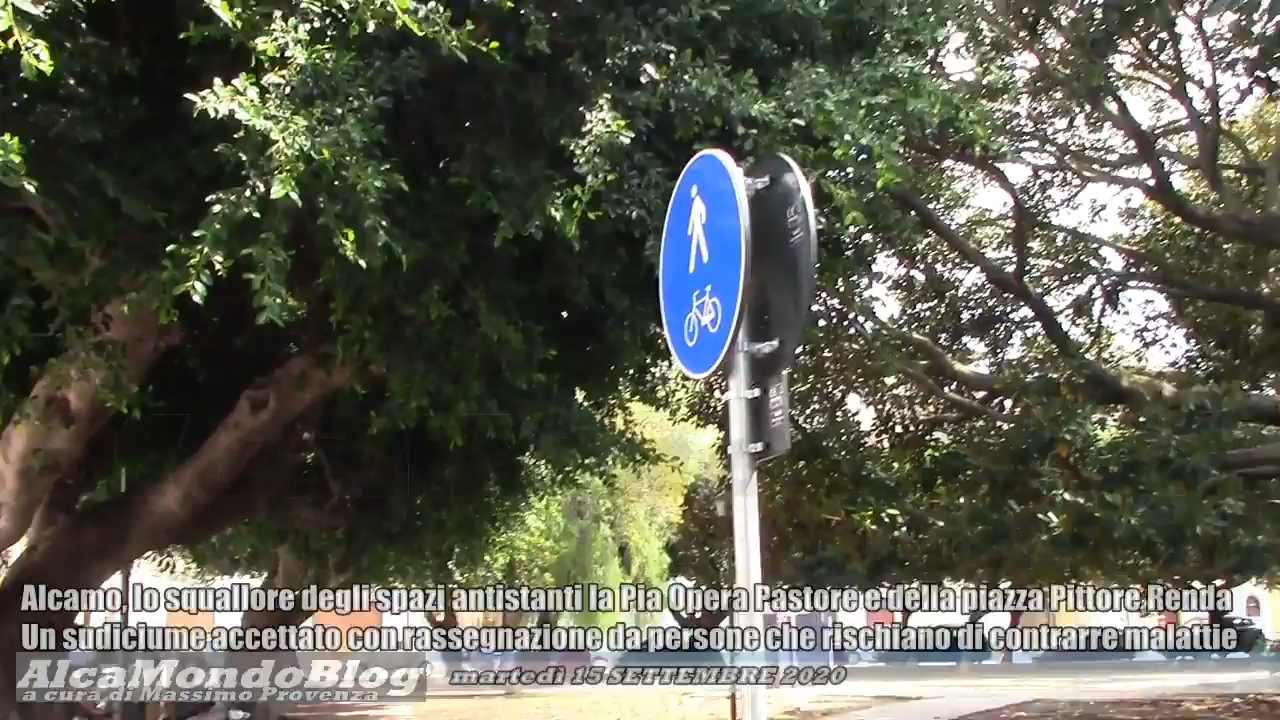 Alcamo, lo squallore degli spazi antistanti la Pia Opera Pastore e della piazza Pittore Renda
Un sudiciume accettato con rassegnazione da persone che rischiano di contrarre malattie
AlcaMondoBlog®
a cura di Massimo Provenza
martedì 15 SETTEMBRE 2020